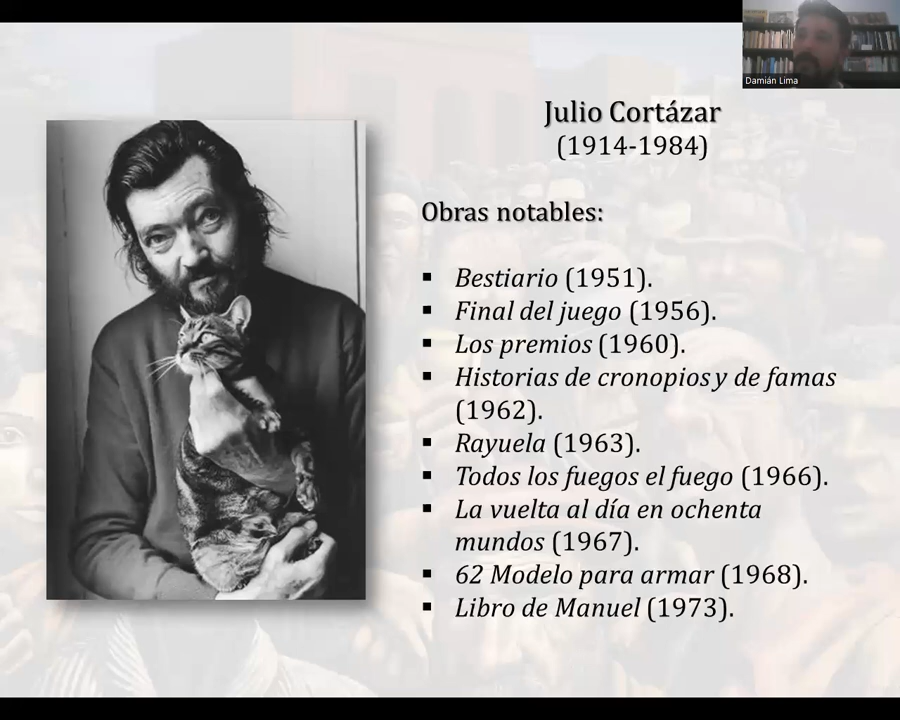 Damián Lima
Julio Cortázar
(1914-1984)
Obras notables:
▪ Bestiario (1951).
▪ Final del juego (1956).
▪ Los premios (1960).
▪ Historias de cronopios y de famas
(1962).
▪ Rayuela (1963).
▪ Todos los fuegos el fuego (1966).
▪ La vuelta al día en ochenta
mundos (1967).
▪ 62 Modelo para armar (1968).
▪ Libro de Manuel (1973).